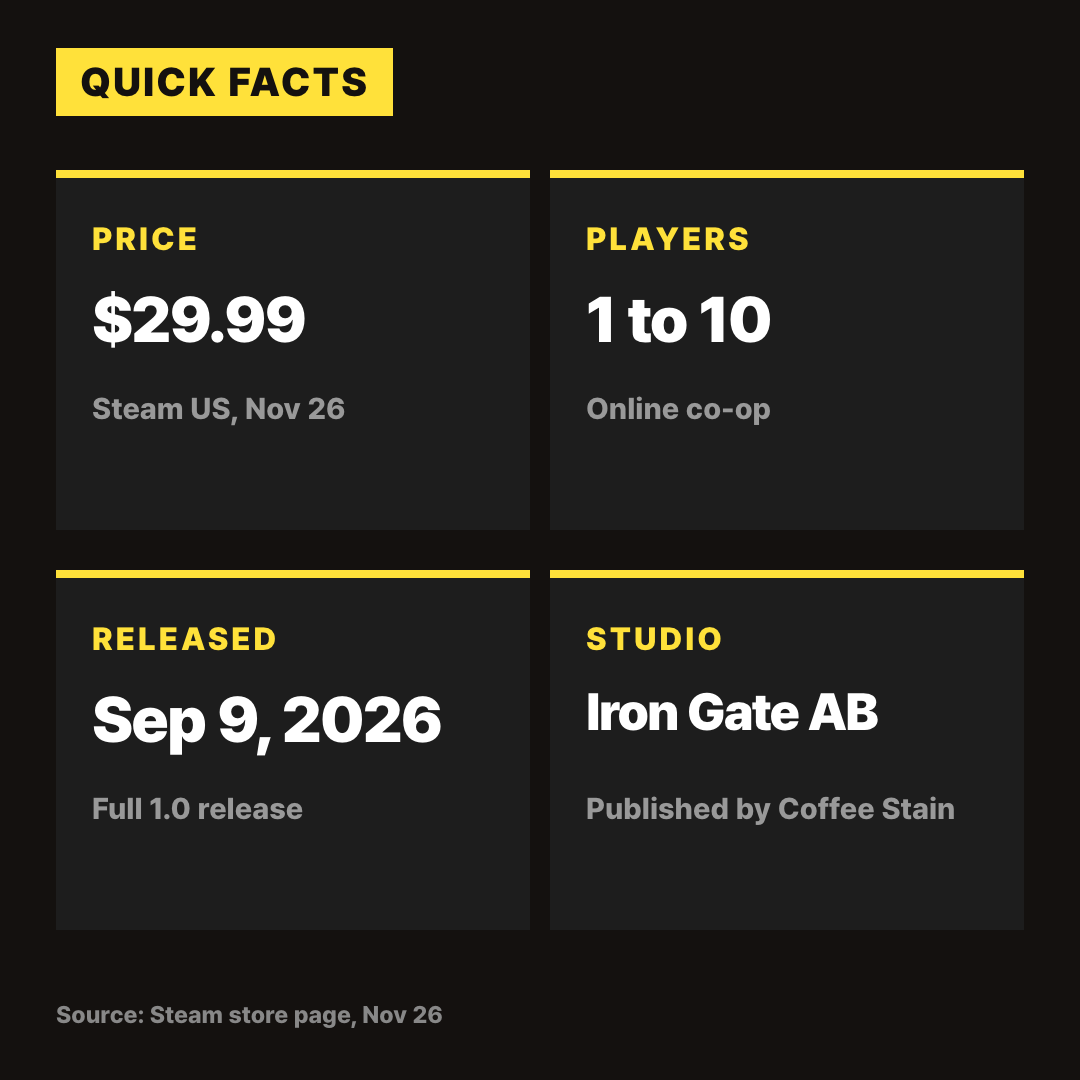 QUICK FACTS
PRICE
$29.99
Steam US, Nov 26
PLAYERS
1 to 10
Online co-op
RELEASED
Sep 9, 2026
Full 1.0 release
STUDIO
Iron Gate AB
Published by Coffee Stain
Source: Steam store page, Nov 26